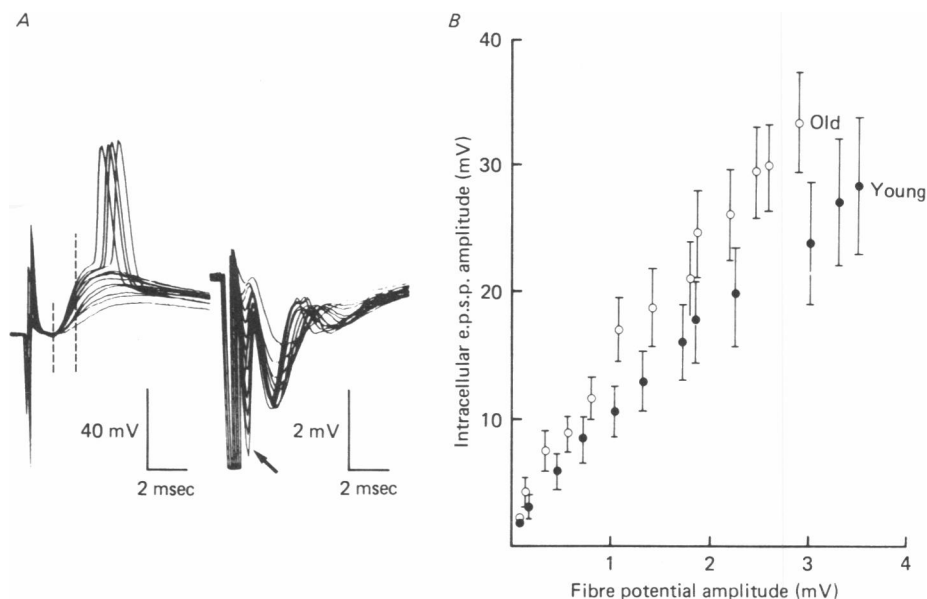 A
40 mV
2 msec
2 mV
2 msec
B
Intracellular e.p.s.p. amplitude (mV)
40
30
20
10
Old
Young
1
2
3
4
Fibre potential amplitude (mV)